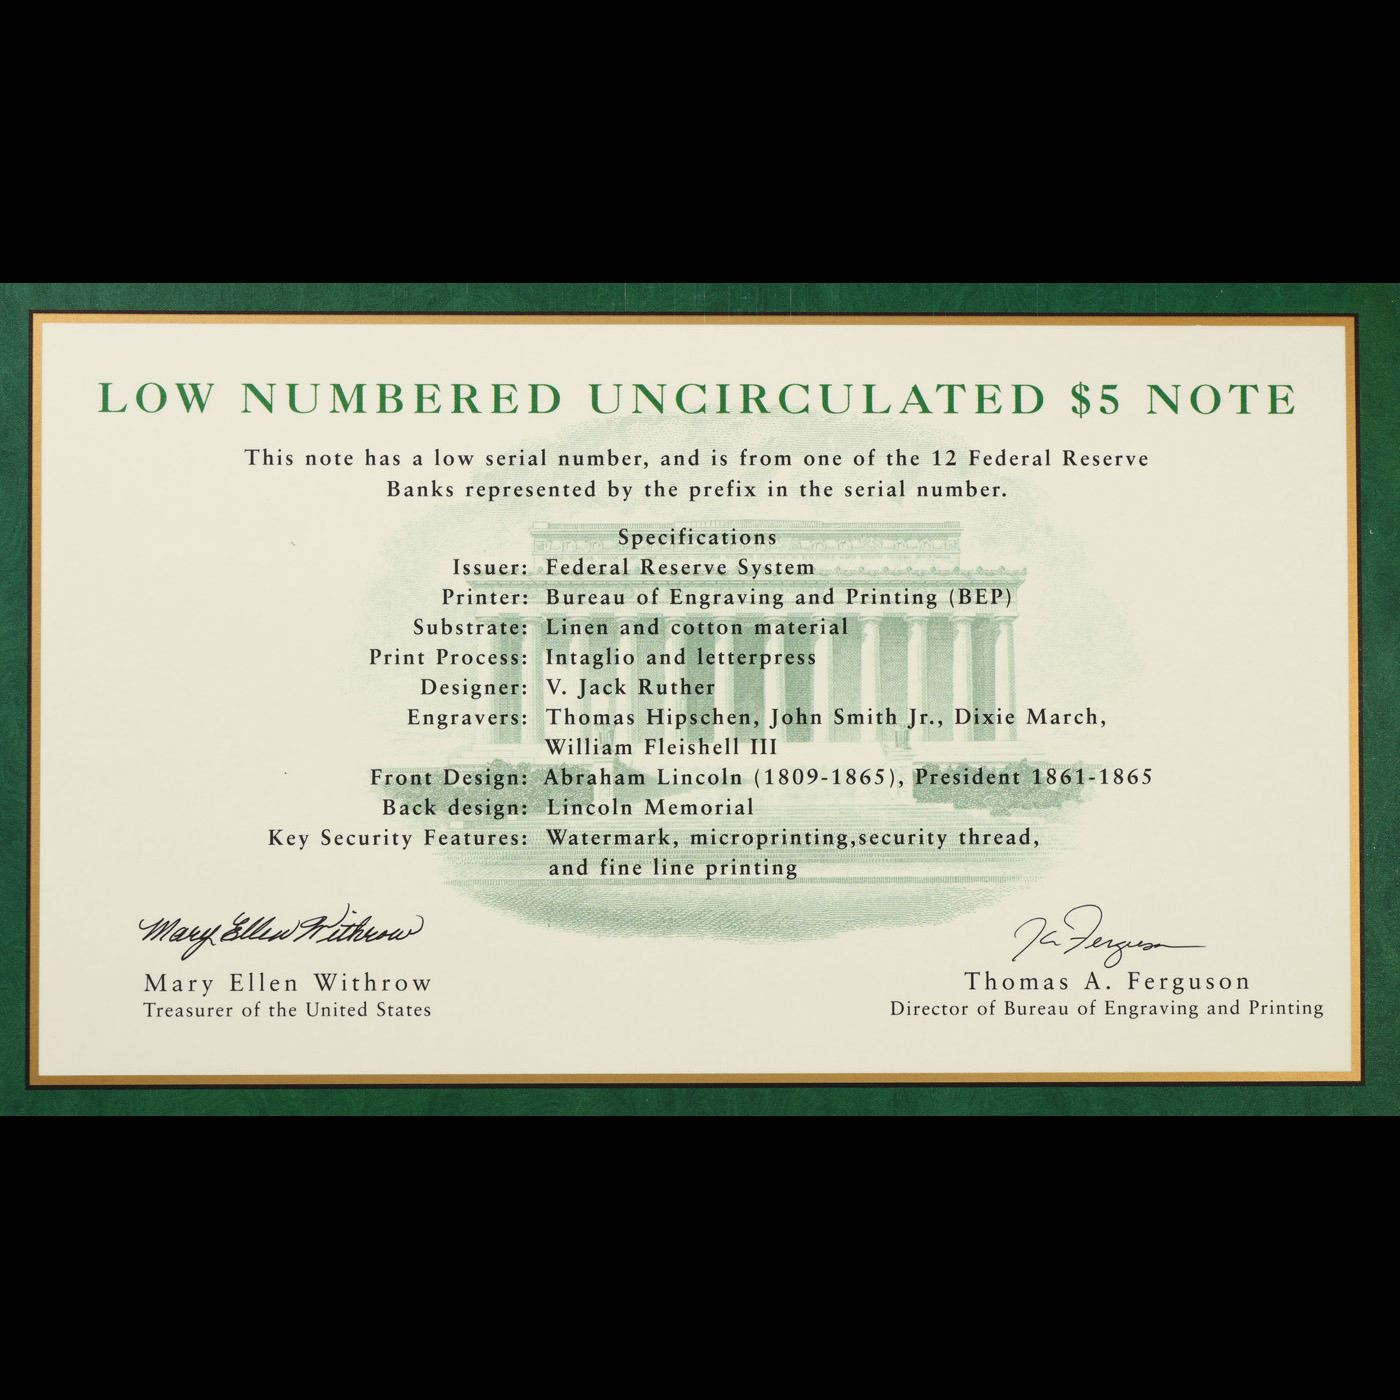 LOW NUMBERED UNCIRCULATED $5 NOTE
This note has a low serial number, and is from one of the 12 Federal Reserve
Banks represented by the prefix in the serial number.
Specifications
Issuer: Federal Reserve System
Printer: Bureau of Engraving and Printing (BEP)
Substrate: Linen and cotton material
Print Process: Intaglio and letterpress
Designer: V. Jack Ruther
Engravers: Thomas Hipschen, John Smith Jr., Dixie March,
William Fleishell III
Front Design: Abraham Lincoln (1809-1865), President 1861-1865
Back design: Lincoln Memorial
Key Security Features: Watermark, microprinting,security thread,
and fine line printing
Mary Ellen Withrow
Mary Ellen Withrow
Treasurer of the United States
Thomas A. Ferguson
Director of Bureau of Engraving and Printing